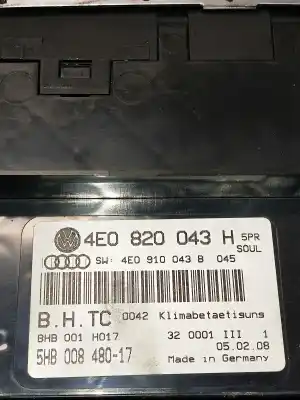 4E0 820 043 H 5PR
SOUL
SW: 4E0 910 043 B 045
B.H.TC 0042 Klimabetaetisung
BHB 001 H017 32 0001 III 1
5HB 008 480-17 05.02.08
Made in Germany